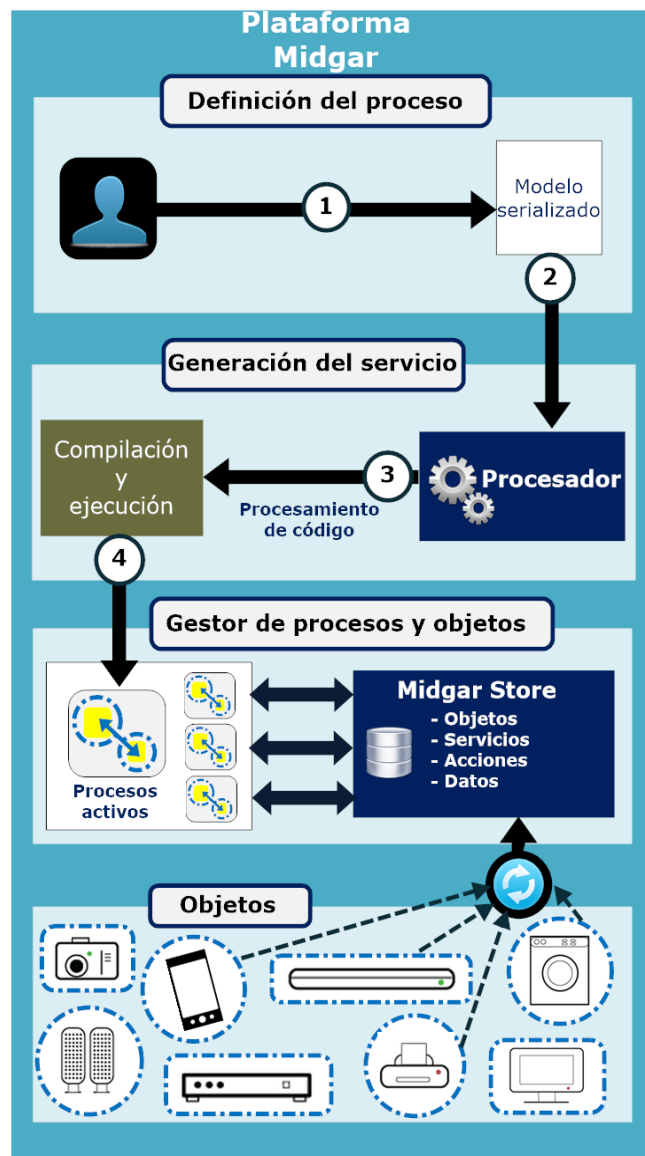 Plataforma
Midgar
Definición del proceso
1
Modelo
serializado
2
Generación del servicio
Compilación
y
ejecución
3
Procesador
Procesamiento
de código
4
Gestor de procesos y objetos
Procesos
activos
Midgar Store
- Objetos
- Servicios
- Acciones
- Datos
Objetos